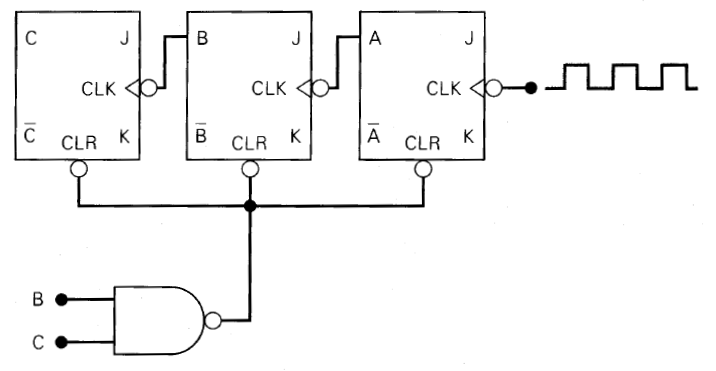 C J B J A J
CLK CLK CLK
C̅ CLR K B̅ CLR K A̅ CLR K
B
C